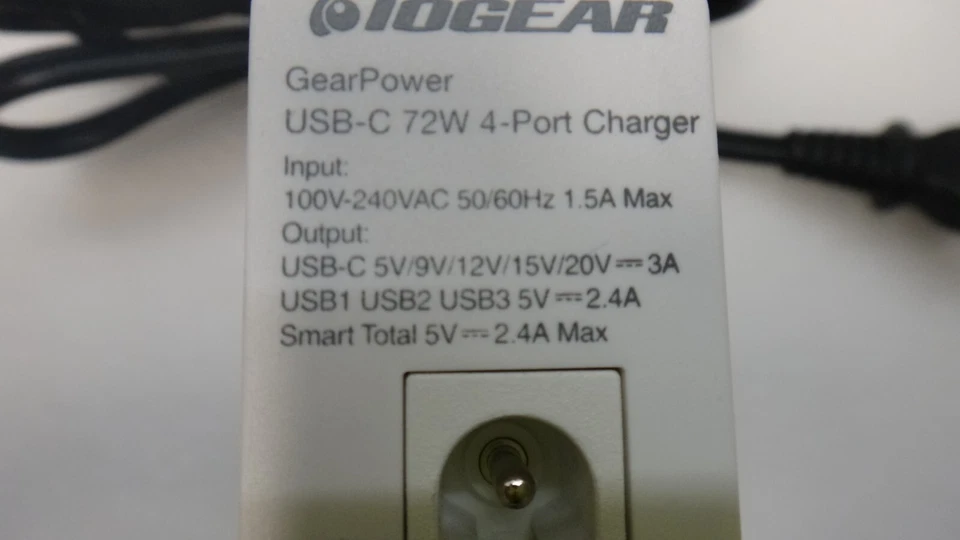 IOGEAR
GearPower
USB-C 72W 4-Port Charger
Input:
100V-240VAC 50/60Hz 1.5A Max
Output:
USB-C 5V/9V/12V/15V/20V⎓3A
USB1 USB2 USB3 5V⎓2.4A
Smart Total 5V⎓2.4A Max